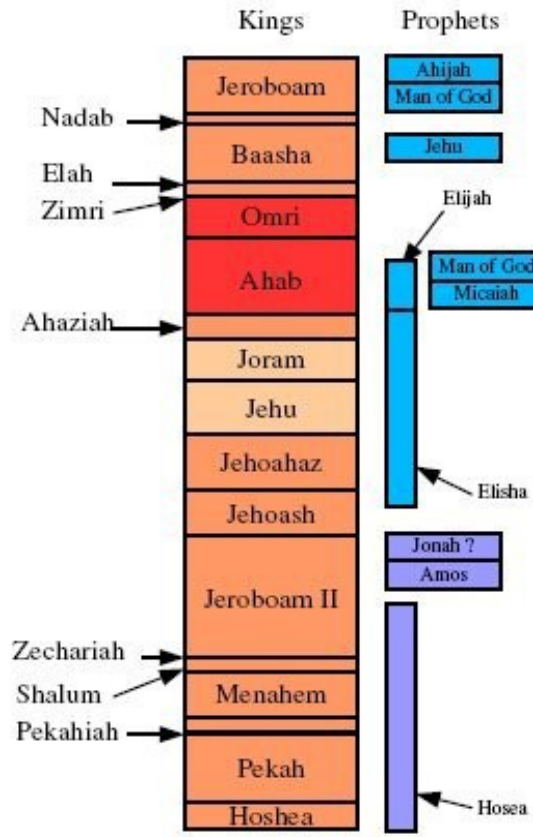 Kings
Prophets
Jeroboam
Ahijah
Man of God
Nadab
Baasha
Jehu
Elah
Zimri
Omri
Elijah
Ahab
Man of God
Micaiah
Ahaziah
Joram
Jehu
Jehoahaz
Elisha
Jehoash
Jonah ?
Amos
Jeroboam II
Zechariah
Shalum
Menahem
Pekahiah
Pekah
Hoshea
Hosea